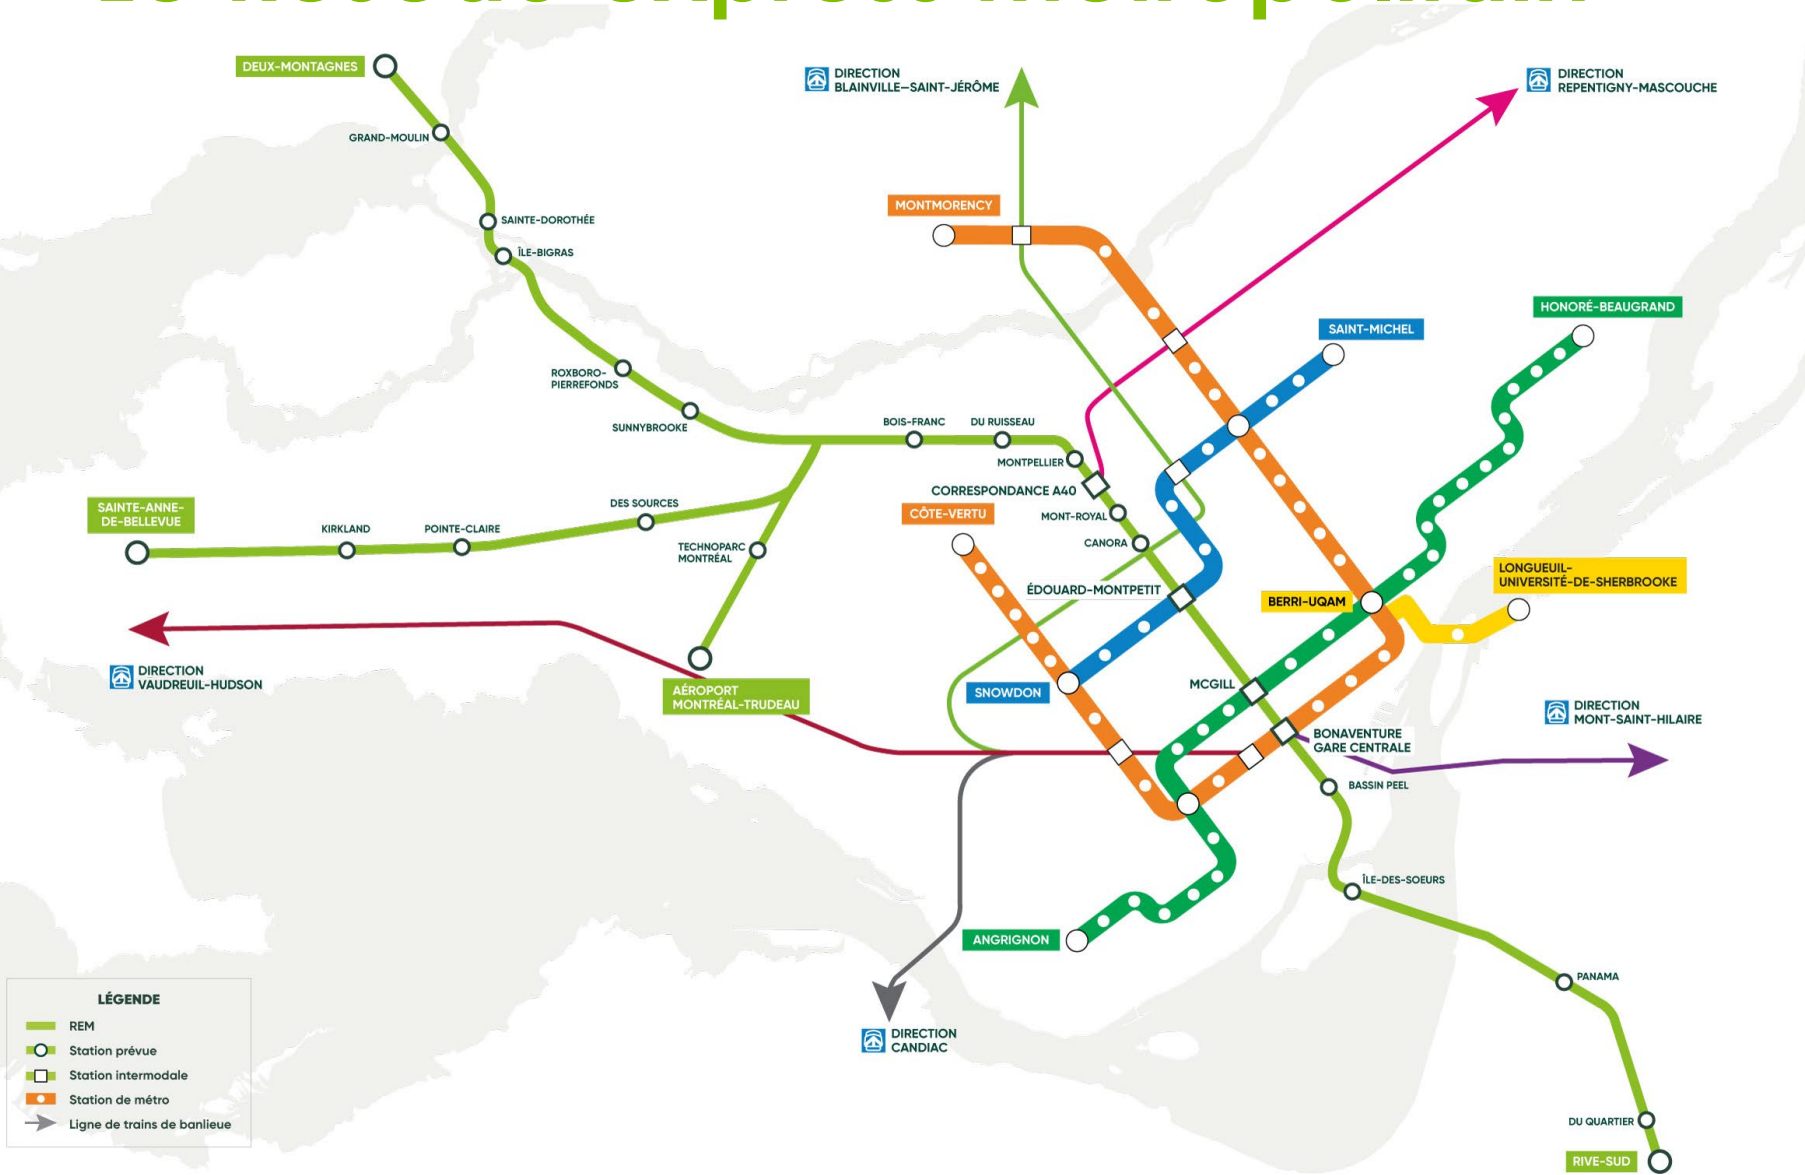 Le Réseau express métropolitain
DEUX-MONTAGNES
GRAND-MOULIN
SAINTE-DOROTHÉE
ÎLE-BIGRAS
ROXBORO-
PIERREFONDS
SUNNYBROOKE
BOIS-FRANC
DU RUISSEAU
MONTPELLIER
CORRESPONDANCE A40
MONT-ROYAL
CANORA
ÉDOUARD-MONTPETIT
MCGILL
BONAVENTURE
GARE CENTRALE
BASSIN PEEL
ÎLE-DES-SOEURS
PANAMA
DU QUARTIER
RIVE-SUD
SAINTE-ANNE-
DE-BELLEVUE
KIRKLAND
POINTE-CLAIRE
DES SOURCES
TECHNOPARC
MONTRÉAL
AÉROPORT
MONTRÉAL-TRUDEAU
DIRECTION
VAUDREUIL-HUDSON
DIRECTION
BLAINVILLE—SAINT-JÉRÔME
DIRECTION
REPENTIGNY-MASCOUCHE
MONTMORENCY
SAINT-MICHEL
HONORÉ-BEAUGRAND
CÔTE-VERTU
SNOWDON
BERRI-UQAM
LONGUEUIL-
UNIVERSITÉ-DE-SHERBROOKE
DIRECTION
MONT-SAINT-HILAIRE
ANGRIGNON
DIRECTION
CANDIAC
LÉGENDE
REM
Station prévue
Station intermodale
Station de métro
Ligne de trains de banlieue